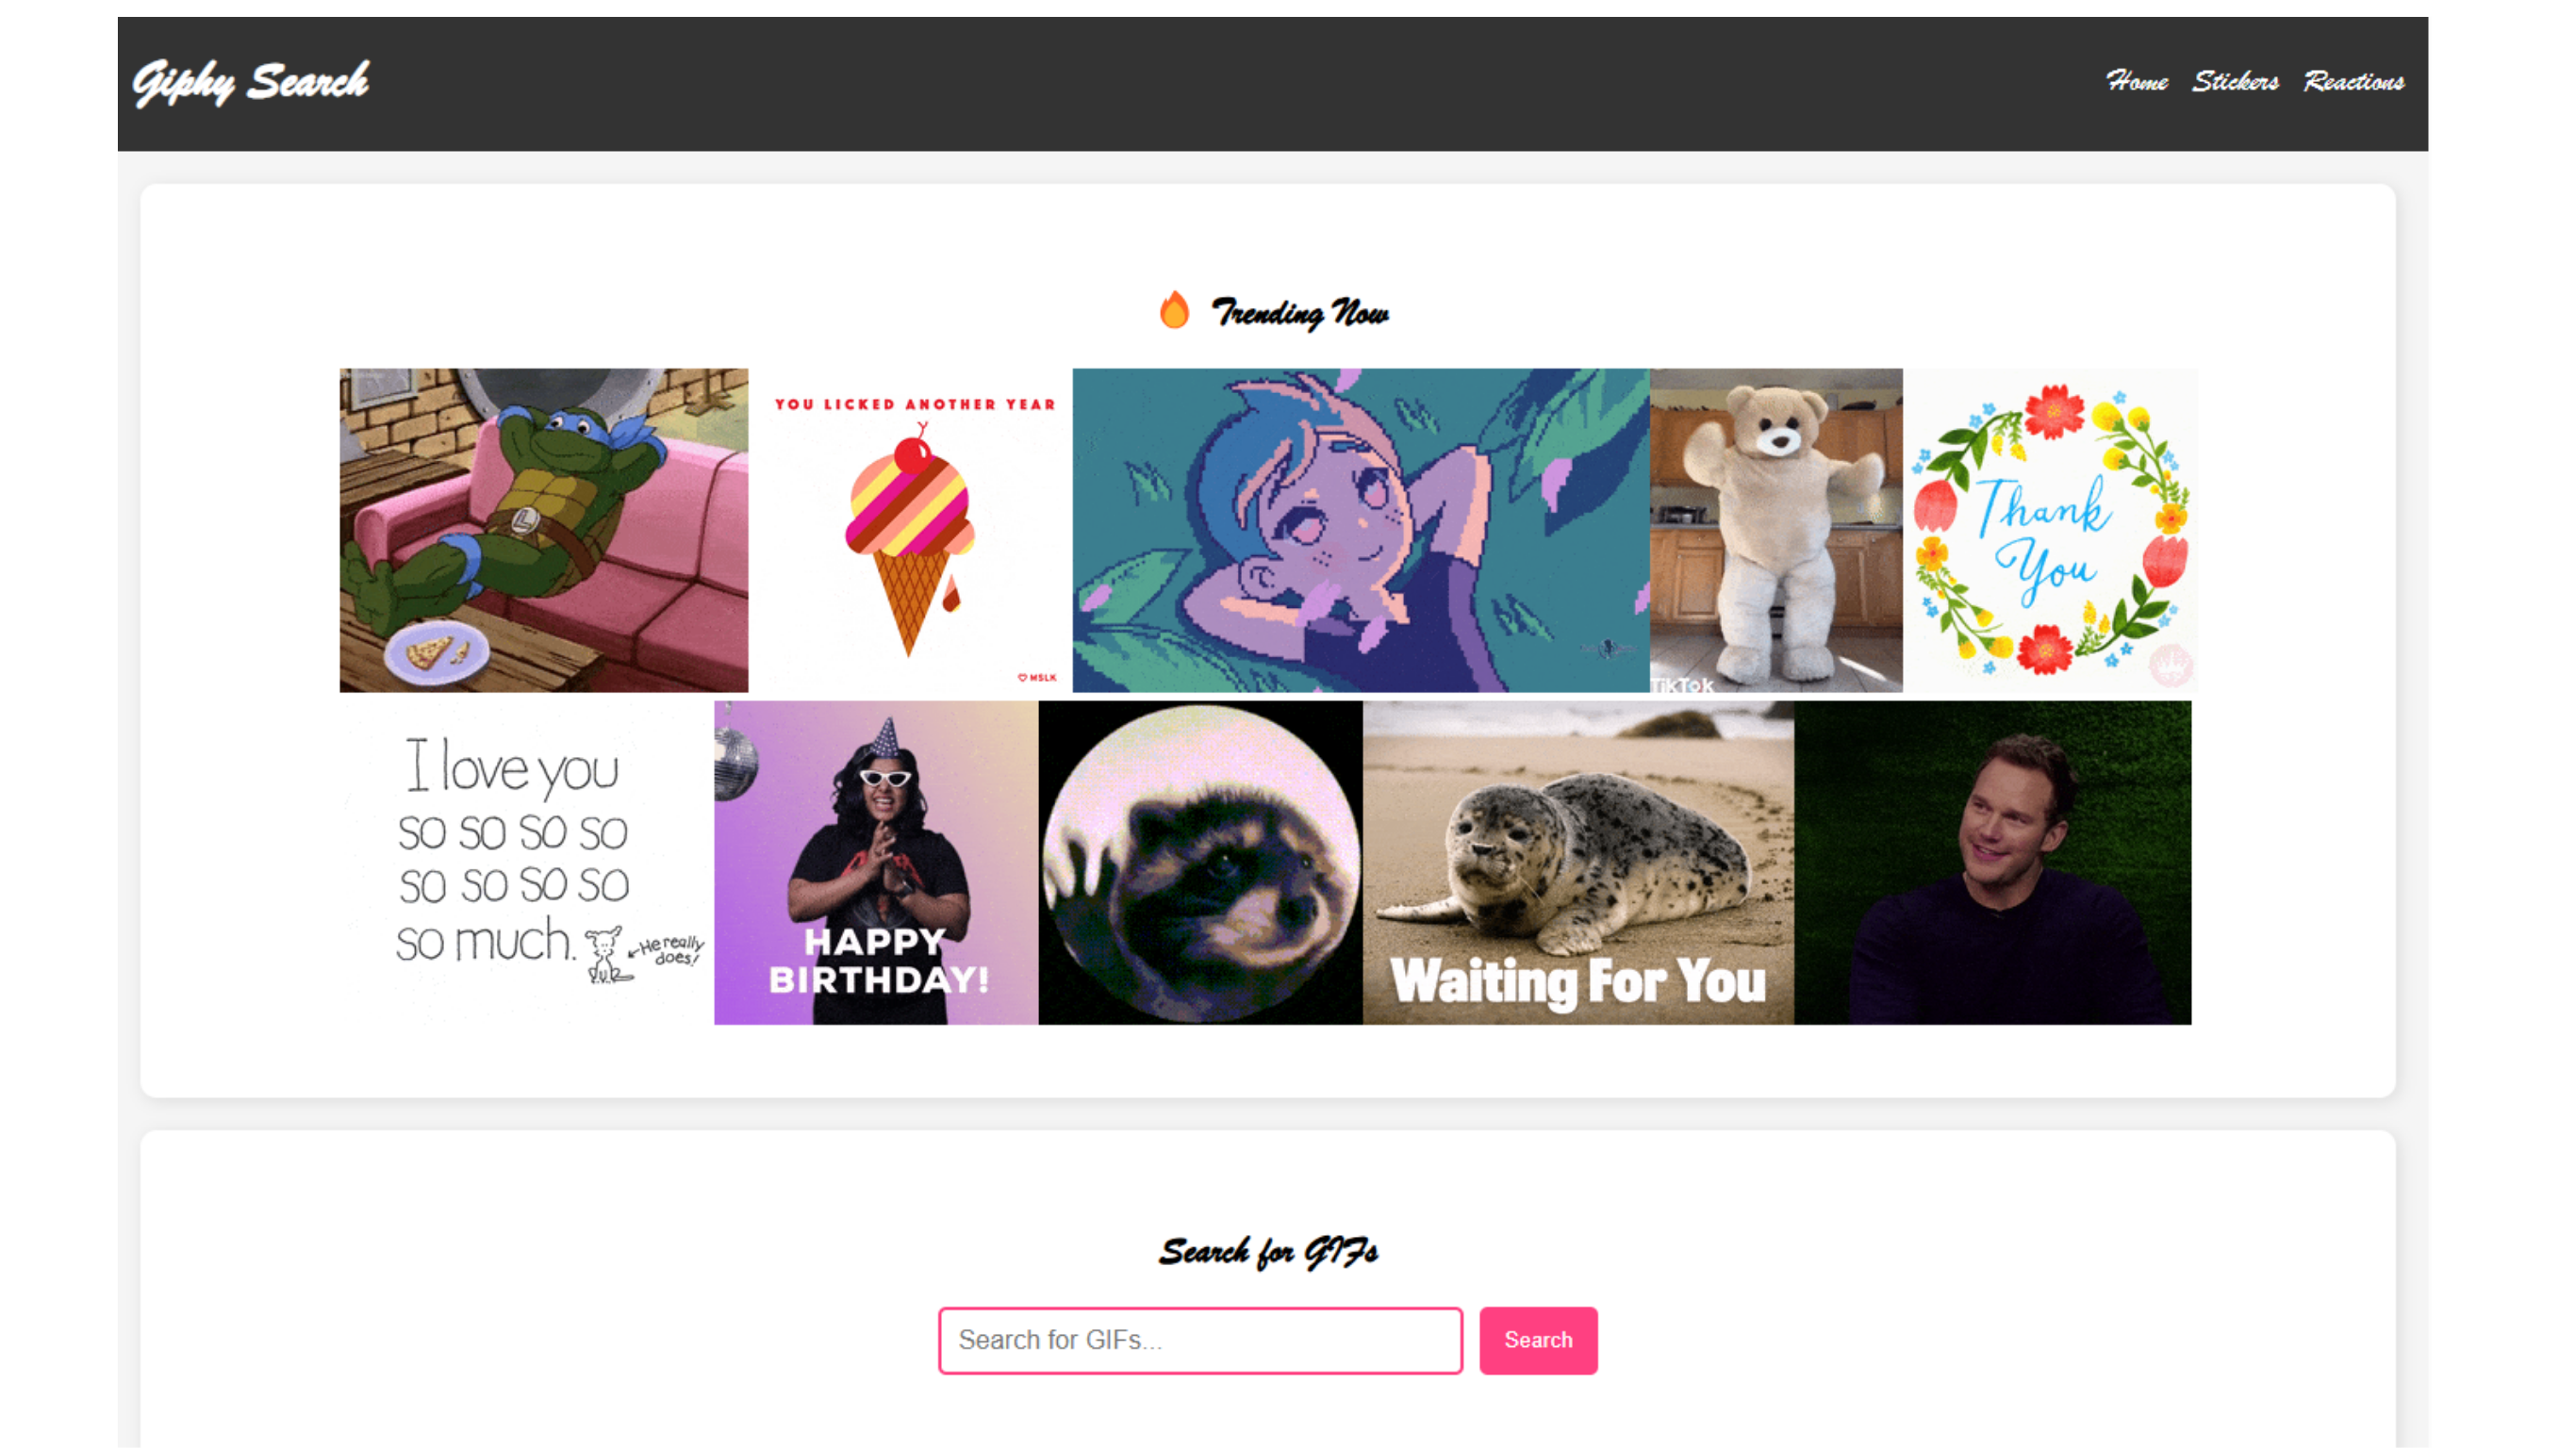 Giphy Search
Home Stickers Reactions
🔥 Trending Now
YOU LICKED ANOTHER YEAR
MSLK
L
TikTok
Thank
You
I love you
so so so so
so so so so
so much.
He really
does!
HAPPY
BIRTHDAY!
Waiting For You
Search for GIFs
Search for GIFs...
Search